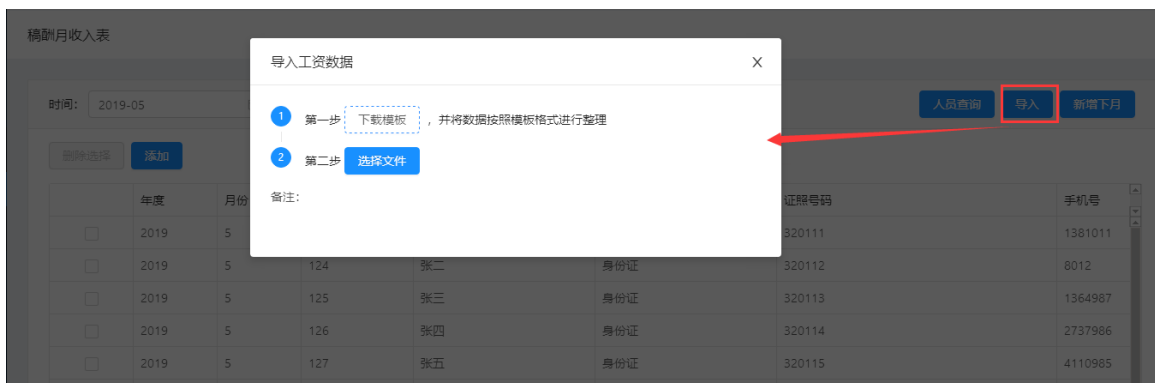 稿酬月收入表
导入工资数据
时间: 2019-05
人员查询 导入 新增下月
1 第一步 下载模板 ，并将数据按照模板格式进行整理
删除选择 添加
2 第二步 选择文件
备注:
年度 月份 证照号码 手机号
2019 5 320111 1381011
2019 5 124 张二 身份证 320112 8012
2019 5 125 张三 身份证 320113 1364987
2019 5 126 张四 身份证 320114 2737986
2019 5 127 张五 身份证 320115 4110985